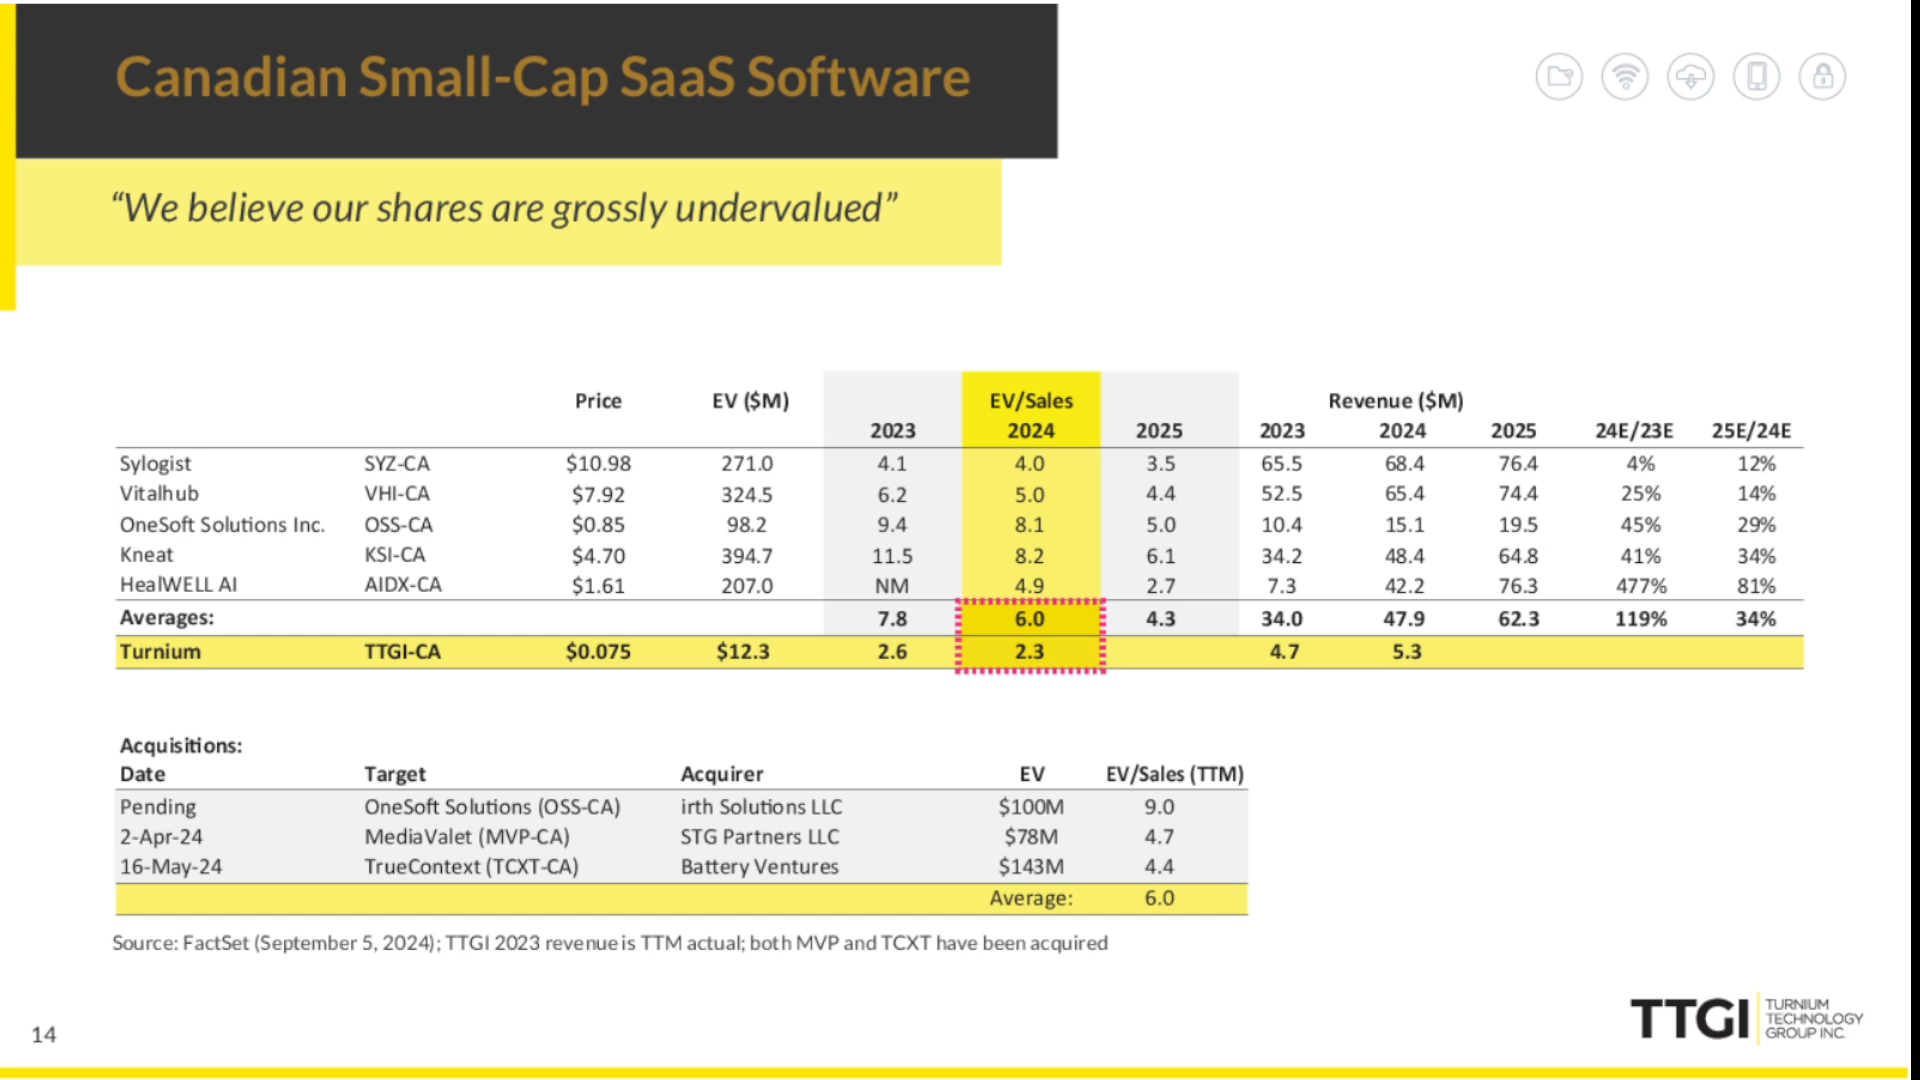 Canadian Small-Cap SaaS Software
“We believe our shares are grossly undervalued”
Price EV ($M) EV/Sales Revenue ($M)
2023 2024 2025 2023 2024 2025 24E/23E 25E/24E
Sylogist SYZ-CA $10.98 271.0 4.1 4.0 3.5 65.5 68.4 76.4 4% 12%
Vitalhub VHI-CA $7.92 324.5 6.2 5.0 4.4 52.5 65.4 74.4 25% 14%
OneSoft Solutions Inc. OSS-CA $0.85 98.2 9.4 8.1 5.0 10.4 15.1 19.5 45% 29%
Kneat KSI-CA $4.70 394.7 11.5 8.2 6.1 34.2 48.4 64.8 41% 34%
HealWELL AI AIDX-CA $1.61 207.0 NM 4.9 2.7 7.3 42.2 76.3 477% 81%
Averages: 7.8 6.0 4.3 34.0 47.9 62.3 119% 34%
Turnium TTGI-CA $0.075 $12.3 2.6 2.3 4.7 5.3
Acquisitions:
Date Target Acquirer EV EV/Sales (TTM)
Pending OneSoft Solutions (OSS-CA) irth Solutions LLC $100M 9.0
2-Apr-24 MediaValet (MVP-CA) STG Partners LLC $78M 4.7
16-May-24 TrueContext (TCXT-CA) Battery Ventures $143M 4.4
Average: 6.0
Source: FactSet (September 5, 2024); TTGI 2023 revenue is TTM actual; both MVP and TCXT have been acquired
14
TTGI
TURNIUM
TECHNOLOGY
GROUP INC.